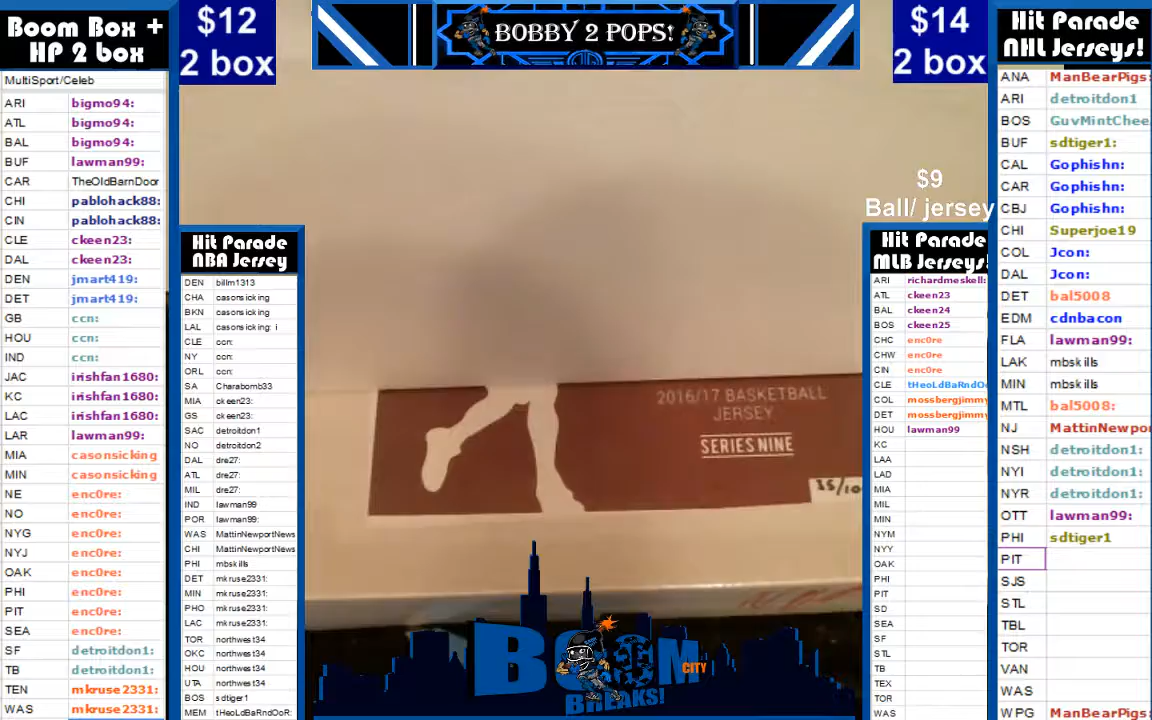 Boom Box +
HP 2 box
MultiSport/Celeb
ARI bigmo94:
ATL bigmo94:
BAL bigmo94:
BUF lawman99:
CAR TheOldBarnDoor
CHI pablohack88:
CIN pablohack88:
CLE ckeen23:
DAL ckeen23:
DEN jmart419:
DET jmart419:
GB ccn:
HOU ccn:
IND ccn:
JAC irishfan1680:
KC irishfan1680:
LAC irishfan1680:
LAR lawman99:
MIA casonsicking
MIN casonsicking
NE enc0re:
NO enc0re:
NYG enc0re:
NYJ enc0re:
OAK enc0re:
PHI enc0re:
PIT enc0re:
SEA enc0re:
SF detroitdon1:
TB detroitdon1:
TEN mkruse2331:
WAS mkruse2331:
$12
2 box
Hit Parade
NBA Jersey
DEN billm1313
CHA casonsicking
BKN casonsicking
LAL casonsicking: i
CLE ccn:
NY ccn:
ORL ccn:
SA Charabomb33
MIA ckeen23:
GS ckeen23:
SAC detroitdon1
NO detroitdon2
DAL dre27:
ATL dre27:
MIL dre27:
IND lawman99
POR lawman99:
WAS MattinNewportNews
CHI MattinNewportNews
PHI mbskills
DET mkruse2331:
MIN mkruse2331:
PHO mkruse2331:
LAC mkruse2331:
TOR northwest34
OKC northwest34
HOU northwest34
UTA northwest34
BOS sdtiger1
MEM tHeoLdBaRnDoOR:
BOBBY 2 POPS!
2016/17 BASKETBALL
JERSEY
SERIES NINE
35/10
BOOM
CITY
BREAKS!
$14
2 box
$9
Ball/ jersey
Hit Parade
MLB Jerseys!
ARI richardmeskell:
ATL ckeen23
BAL ckeen24
BOS ckeen25
CHC enc0re
CHW enc0re
CIN enc0re
CLE tHeoLdBaRndOo
COL mossbergjimmy
DET mossbergjimmy
HOU lawman99
KC
LAA
LAD
MIA
MIL
MIN
NYM
NYY
OAK
PHI
PIT
SD
SEA
SF
STL
TB
TEX
TOR
WAS
Hit Parade
NHL Jerseys!
ANA ManBearPigs:
ARI detroitdon1
BOS GuvMintChee
BUF sdtiger1:
CAL Gophishn:
CAR Gophishn:
CBJ Gophishn:
CHI Superjoe19
COL Jcon:
DAL Jcon:
DET bal5008
EDM cdnbacon
FLA lawman99:
LAK mbskills
MIN mbskills
MTL bal5008:
NJ MattinNewpor
NSH detroitdon1:
NYI detroitdon1:
NYR detroitdon1:
OTT lawman99:
PHI sdtiger1
PIT
SJS
STL
TBL
TOR
VAN
WAS
WPG ManBearPigs: